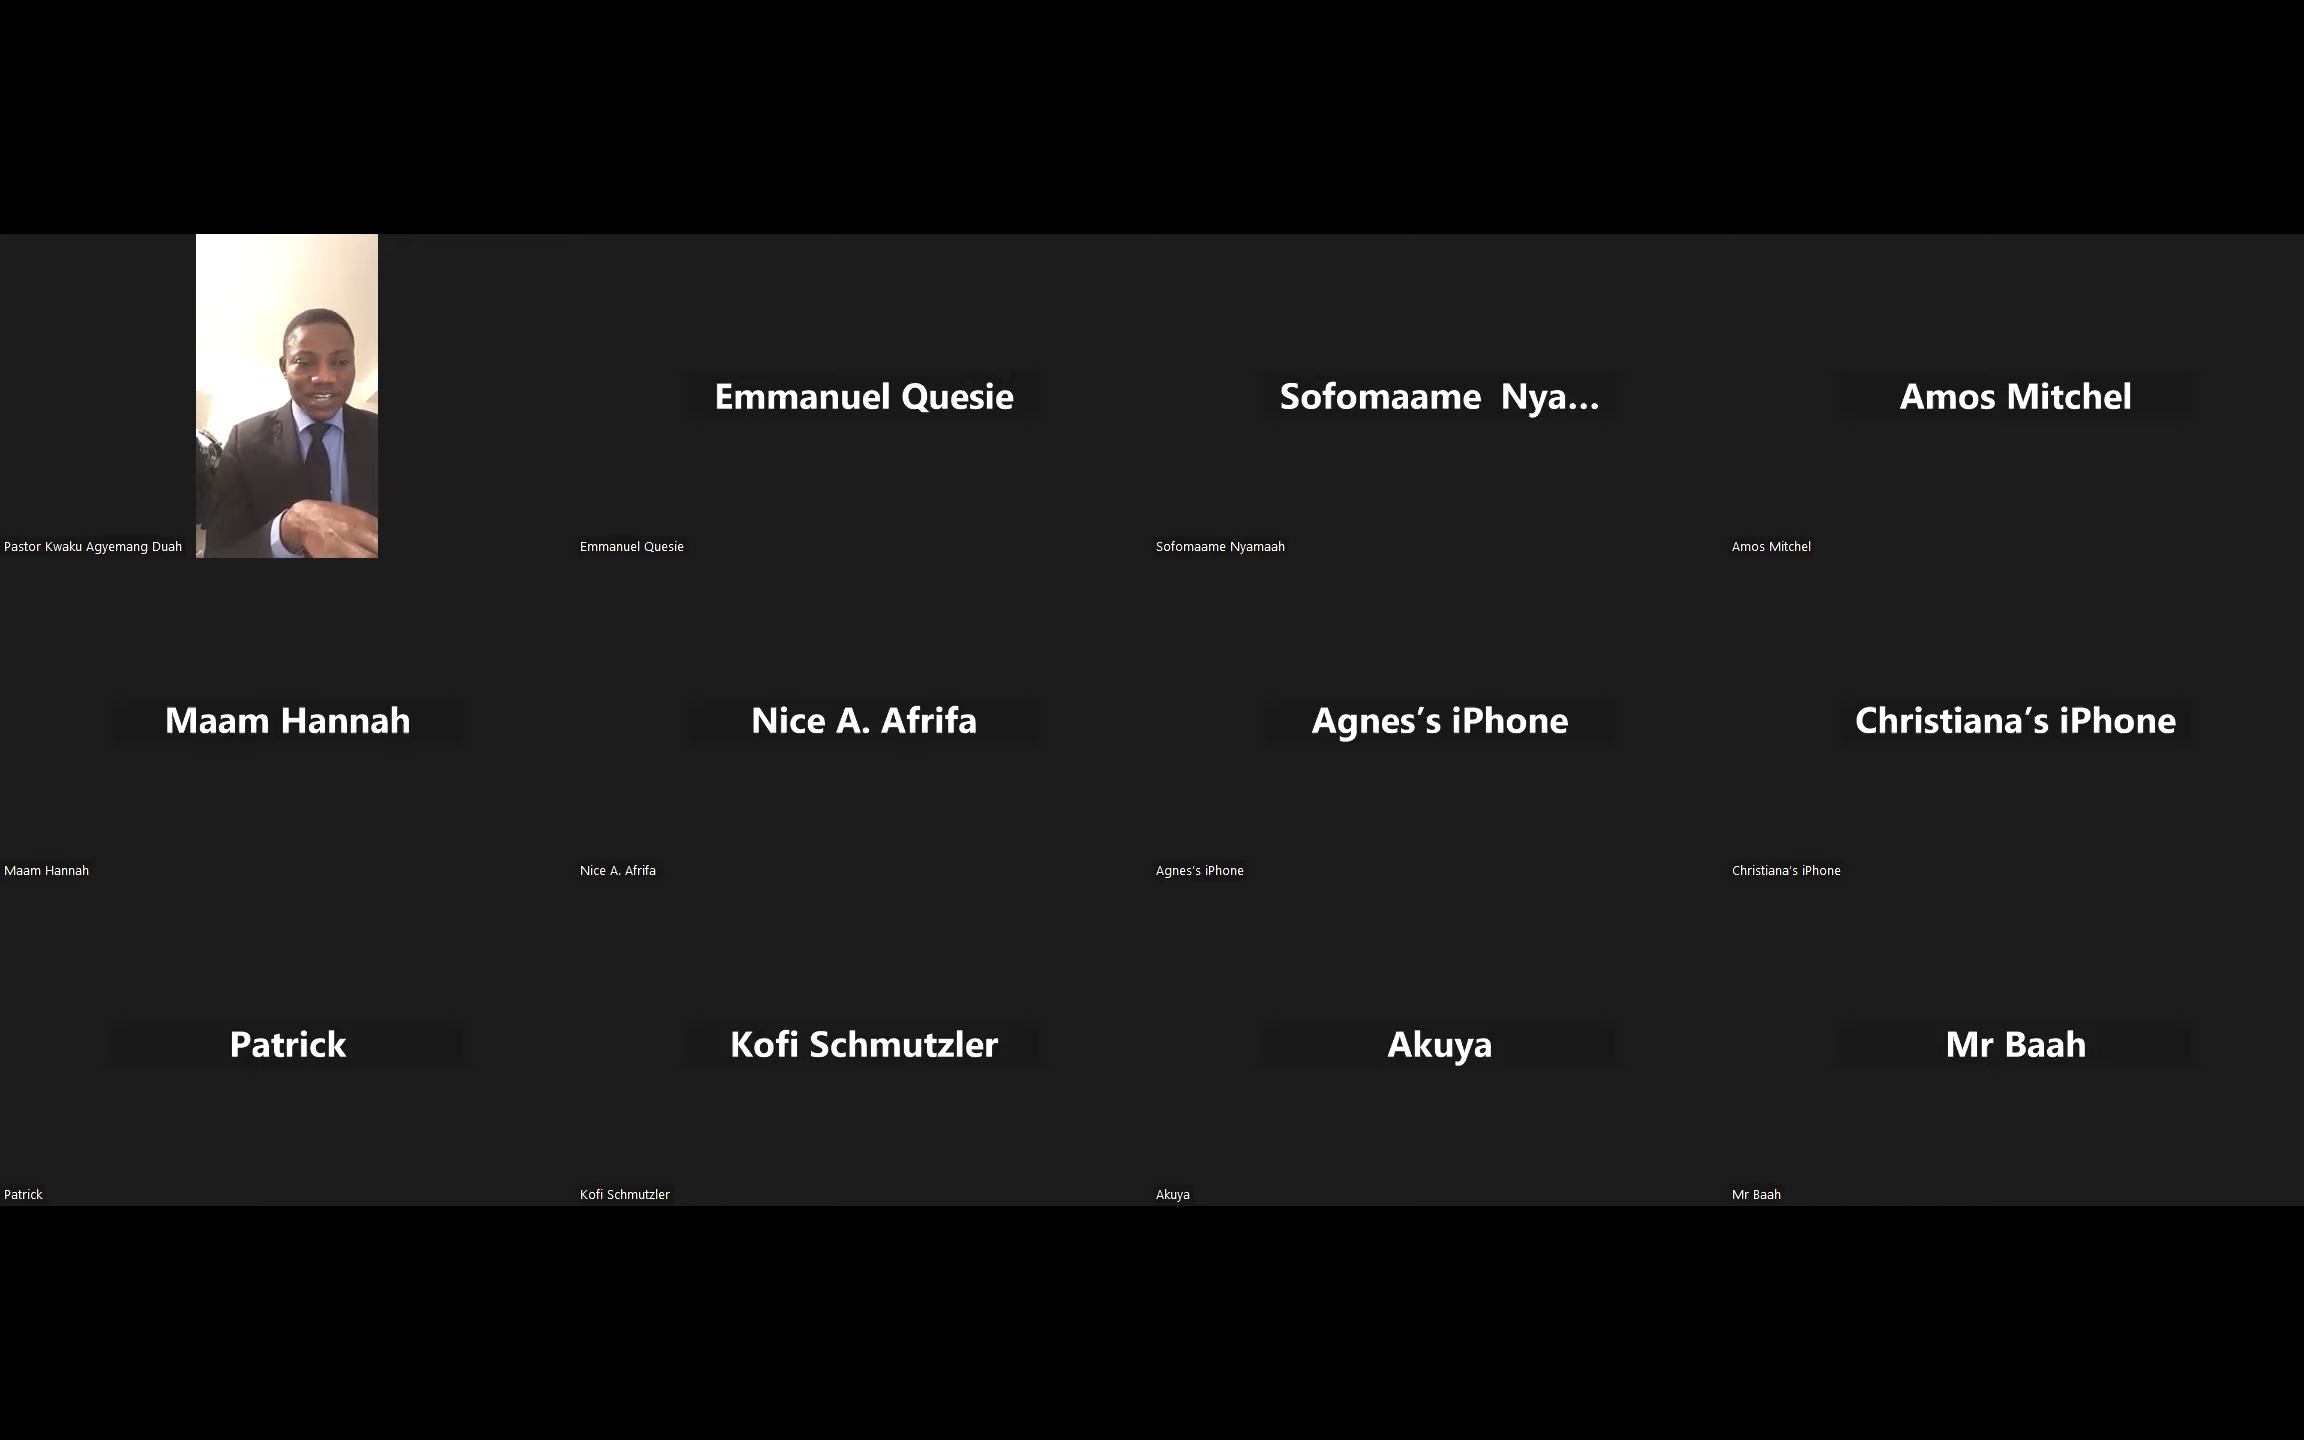 Pastor Kwaku Agyemang Duah
Emmanuel Quesie
Emmanuel Quesie
Sofomaame Nya...
Sofomaame Nyamaah
Amos Mitchel
Amos Mitchel
Maam Hannah
Maam Hannah
Nice A. Afrifa
Nice A. Afrifa
Agnes’s iPhone
Agnes’s iPhone
Christiana’s iPhone
Christiana’s iPhone
Patrick
Patrick
Kofi Schmutzler
Kofi Schmutzler
Akuya
Akuya
Mr Baah
Mr Baah